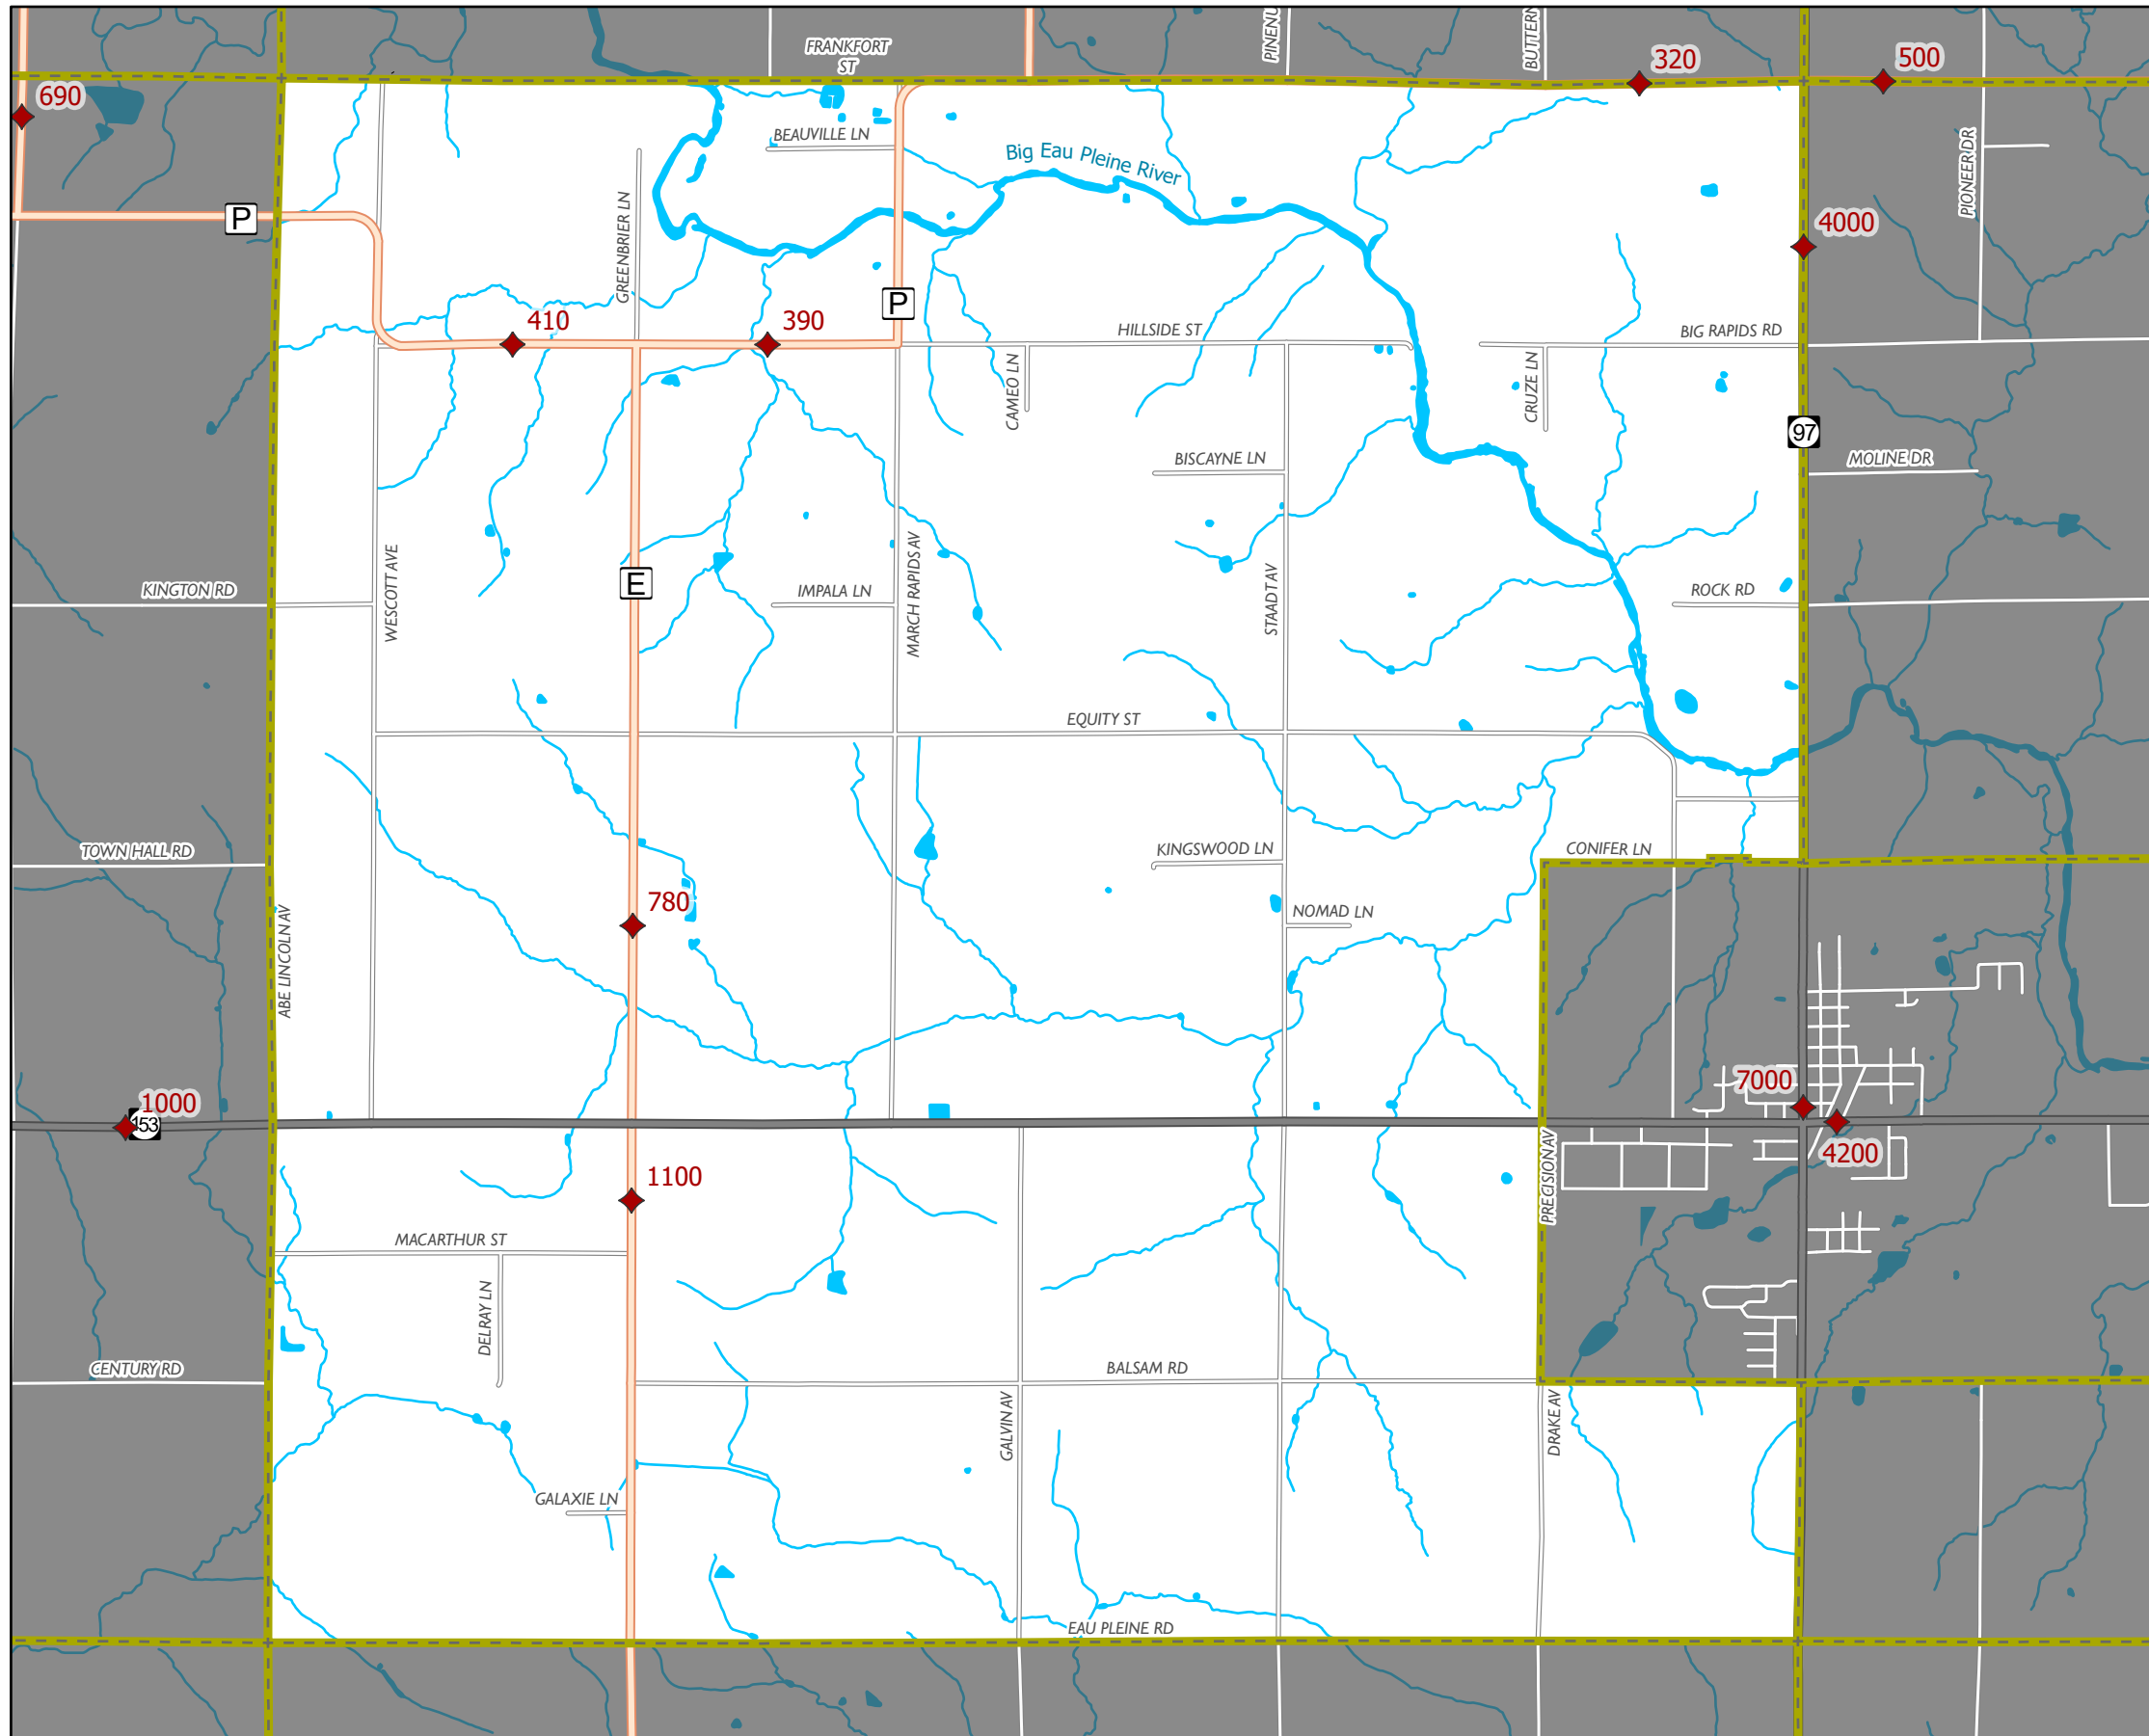 FRANKFORT
ST
PINENU
BUTTERN
320
500
690
BEAUVILLE LN
Big Eau Pleine River
PIONEER DR
P
4000
GREENBRIER LN
P
410
390
HILLSIDE ST
BIG RAPIDS RD
CAMEO LN
CRUZE LN
97
BISCAYNE LN
MOLINE DR
WESCOTT AVE
MARCH RAPIDS AV
STAADT AV
E
KINGTON RD
IMPALA LN
ROCK RD
EQUITY ST
TOWN HALL RD
KINGSWOOD LN
CONIFER LN
780
NOMAD LN
ABE LINCOLN AV
7000
1000
153
4200
PRECISION AV
1100
MACARTHUR ST
DELRAY LN
CENTURY RD
BALSAM RD
GALVIN AV
DRAKE AV
GALAXIE LN
EAU PLEINE RD